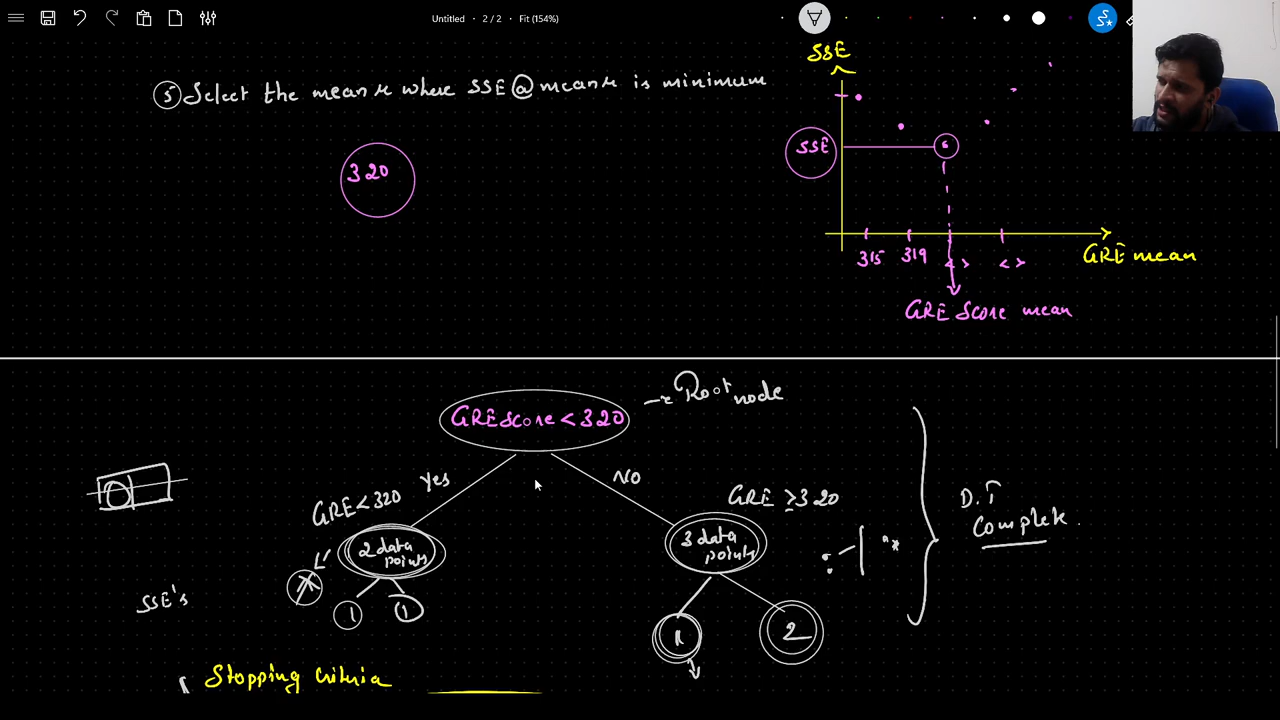 Untitled • 2 / 2 • Fit (154%)
SSE
⑤ Select the mean x where SSE @ mean x is minimum
320
SSE
315 319 < > < >
GRE mean
GRE Score mean
GRE Score < 320
Root node
Yes
No
GRE < 320
GRE ≥ 320
2 data points
3 data points
D.T
Complete.
SSE's
1 1
1 2
Stopping Criteria